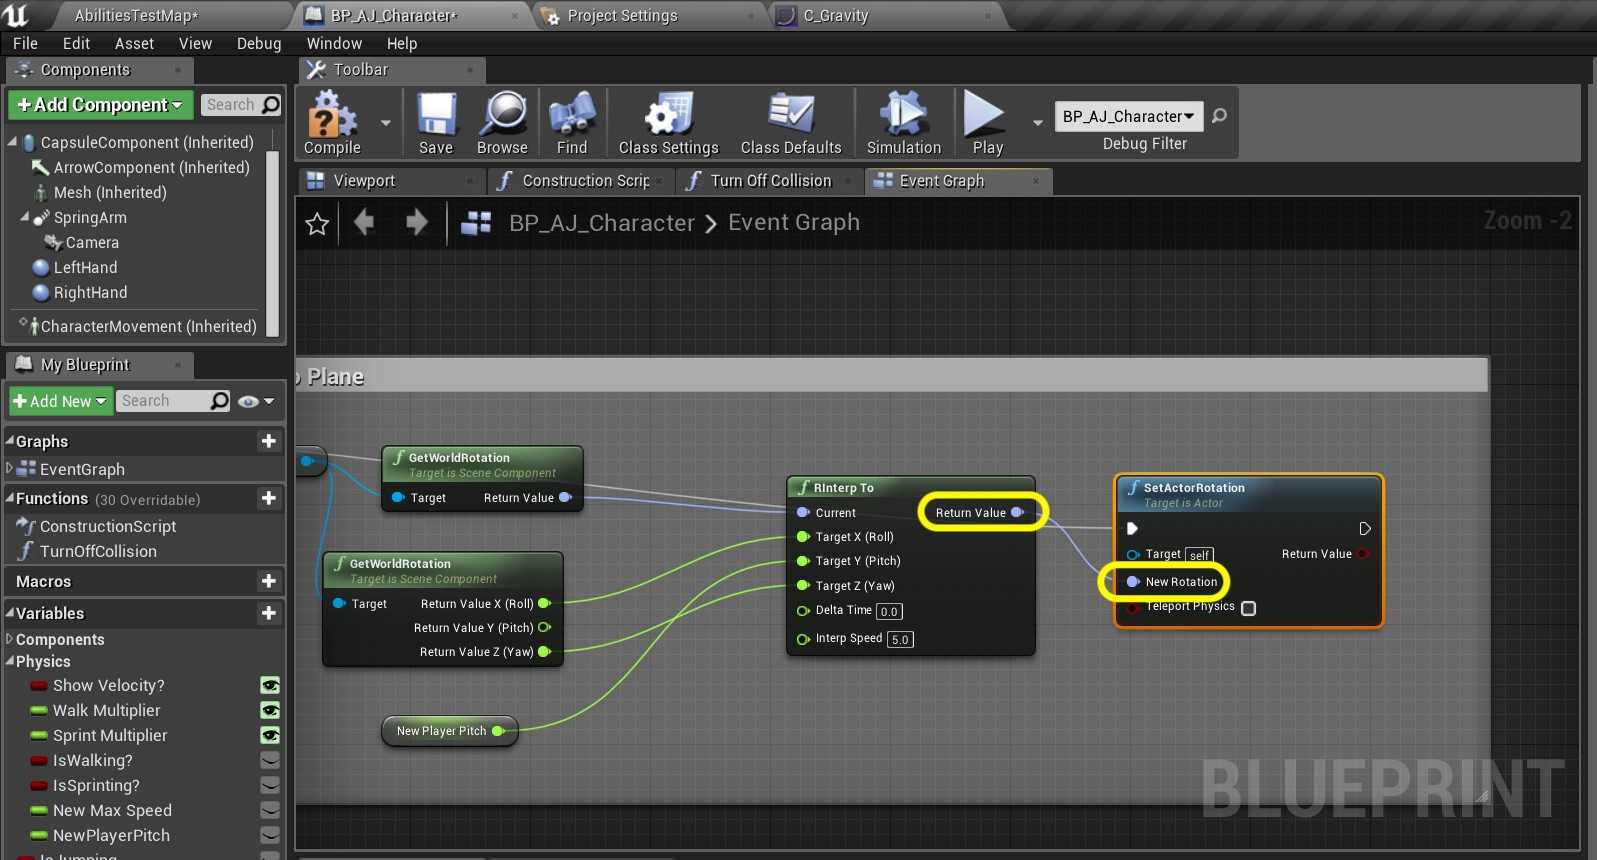 AbilitiesTestMap*
BP_AJ_Character*
Project Settings
C_Gravity
File Edit Asset View Debug Window Help
Components
Toolbar
+Add Component
Search
CapsuleComponent (Inherited)
ArrowComponent (Inherited)
Mesh (Inherited)
SpringArm
Camera
LeftHand
RightHand
CharacterMovement (Inherited)
Compile
Save
Browse
Find
Class Settings
Class Defaults
Simulation
Play
BP_AJ_Character
Debug Filter
Viewport
Construction Scrip
Turn Off Collision
Event Graph
BP_AJ_Character > Event Graph
Zoom -2
My Blueprint
+Add New
Search
Graphs
EventGraph
Functions (30 Overridable)
ConstructionScript
TurnOffCollision
Macros
Variables
Components
Physics
Show Velocity?
Walk Multiplier
Sprint Multiplier
IsWalking?
IsSprinting?
New Max Speed
NewPlayerPitch
Plane
GetWorldRotation
Target is Scene Component
Target
Return Value
GetWorldRotation
Target is Scene Component
Target
Return Value X (Roll)
Return Value Y (Pitch)
Return Value Z (Yaw)
New Player Pitch
RInterp To
Current
Return Value
Target X (Roll)
Target Y (Pitch)
Target Z (Yaw)
Delta Time 0.0
Interp Speed 5.0
SetActorRotation
Target is Actor
Target self
Return Value
New Rotation
Teleport Physics
BLUEPRINT